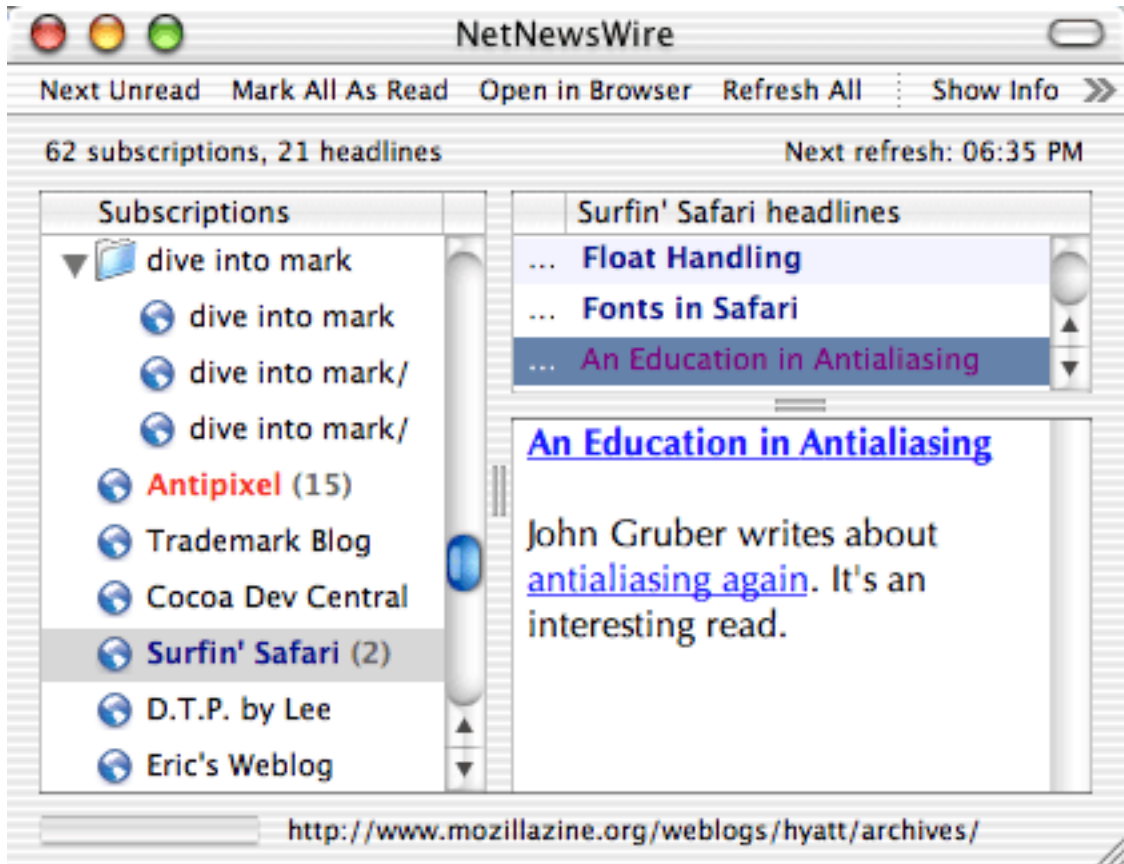 NetNewsWire
Next Unread Mark All As Read Open in Browser Refresh All Show Info
62 subscriptions, 21 headlines Next refresh: 06:35 PM
Subscriptions
dive into mark
dive into mark
dive into mark/
dive into mark/
Antipixel (15)
Trademark Blog
Cocoa Dev Central
Surfin' Safari (2)
D.T.P. by Lee
Eric's Weblog
Surfin' Safari headlines
... Float Handling
... Fonts in Safari
... An Education in Antialiasing
An Education in Antialiasing
John Gruber writes about
antialiasing again. It's an
interesting read.
http://www.mozillazine.org/weblogs/hyatt/archives/